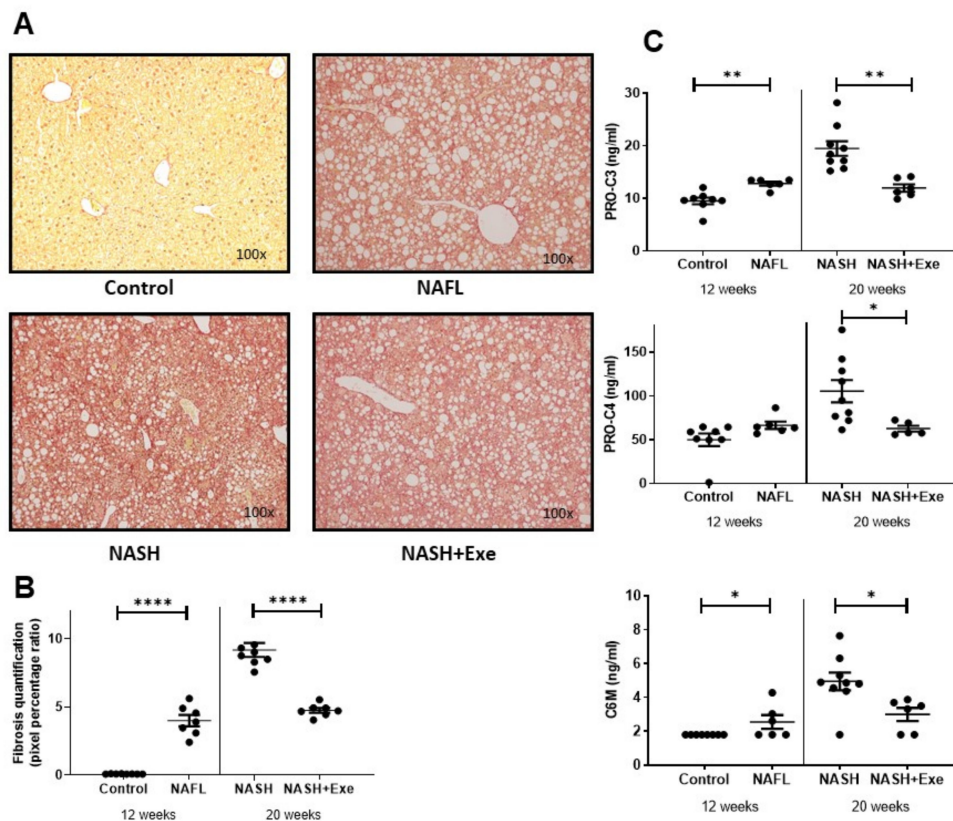 A
100x
Control
100x
NAFL
100x
NASH
100x
NASH+Exe
B
Fibrosis quantification
(pixel percentage ratio)
10
5
0
****
****
Control NAFL NASH NASH+Exe
12 weeks 20 weeks
C
PRO-C3 (ng/ml)
30
20
10
0
**
**
Control NAFL NASH NASH+Exe
12 weeks 20 weeks
PRO-C4 (ng/ml)
150
100
50
0
*
Control NAFL NASH NASH+Exe
12 weeks 20 weeks
C6M (ng/ml)
10
8
6
4
2
0
*
*
Control NAFL NASH NASH+Exe
12 weeks 20 weeks